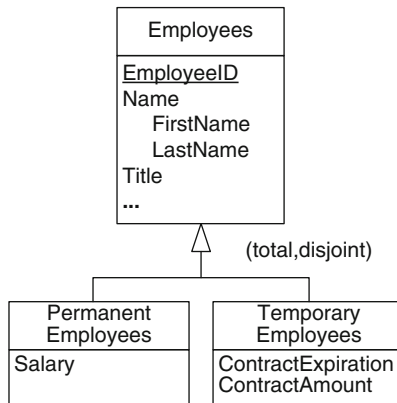 Employees
EmployeeID
Name
FirstName
LastName
Title
...
(total,disjoint)
Permanent
Employees
Salary
Temporary
Employees
ContractExpiration
ContractAmount